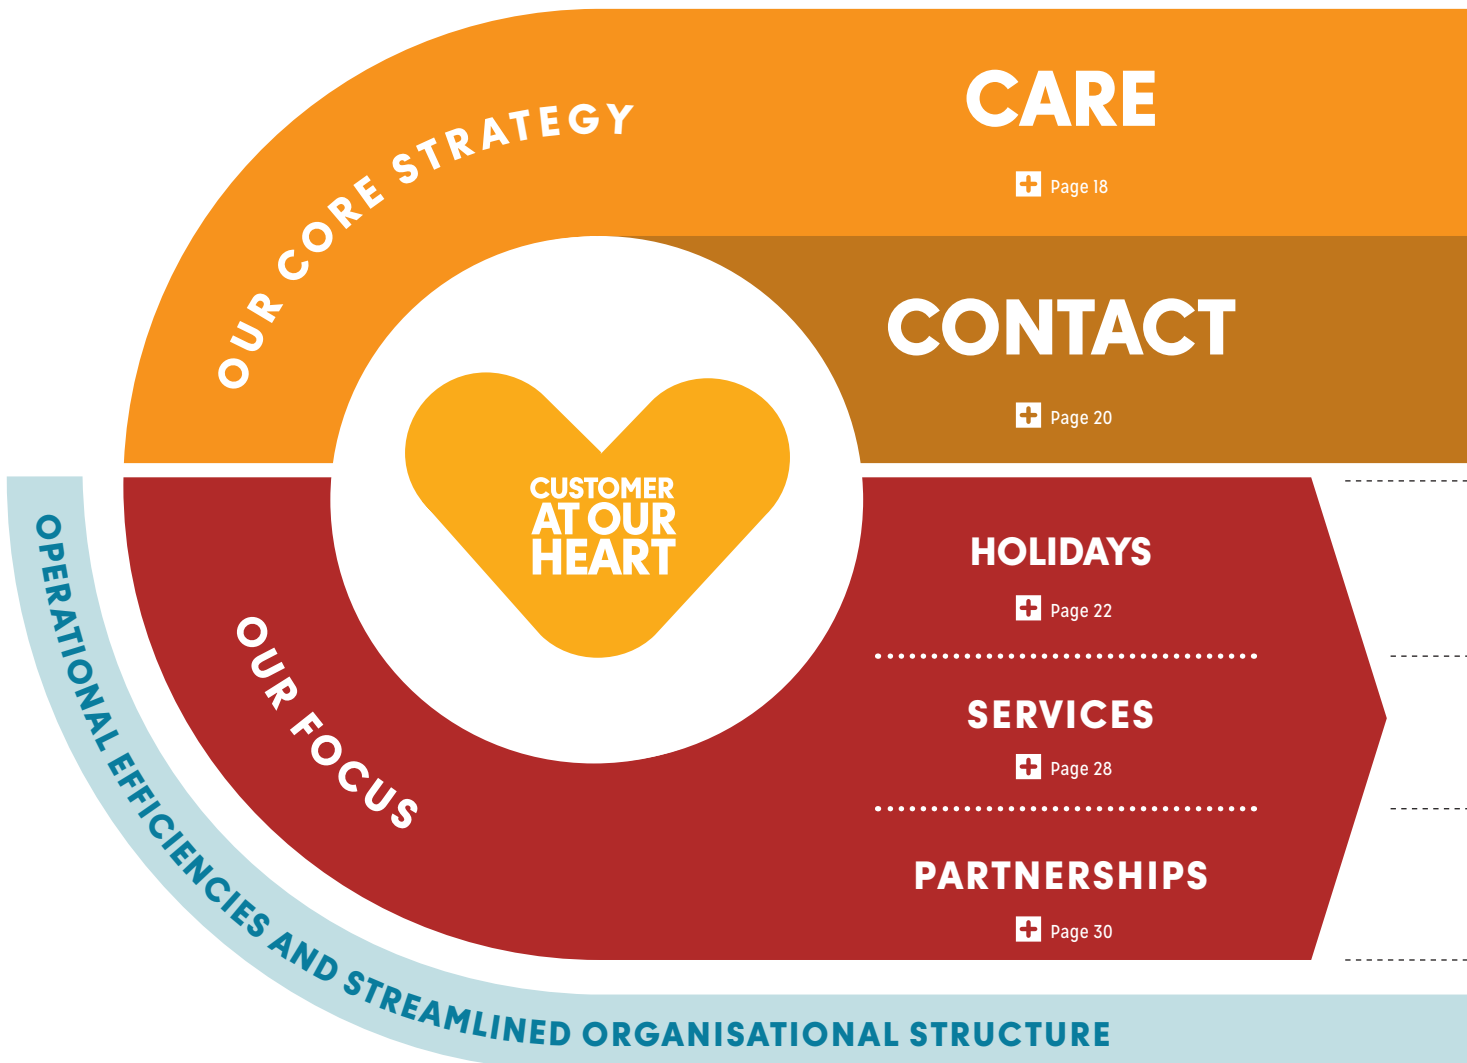 OUR CORE STRATEGY
CARE
Page 18
CONTACT
Page 20
CUSTOMER
AT OUR
HEART
OUR FOCUS
HOLIDAYS
Page 22
SERVICES
Page 28
PARTNERSHIPS
Page 30
OPERATIONAL EFFICIENCIES AND STREAMLINED ORGANISATIONAL STRUCTURE